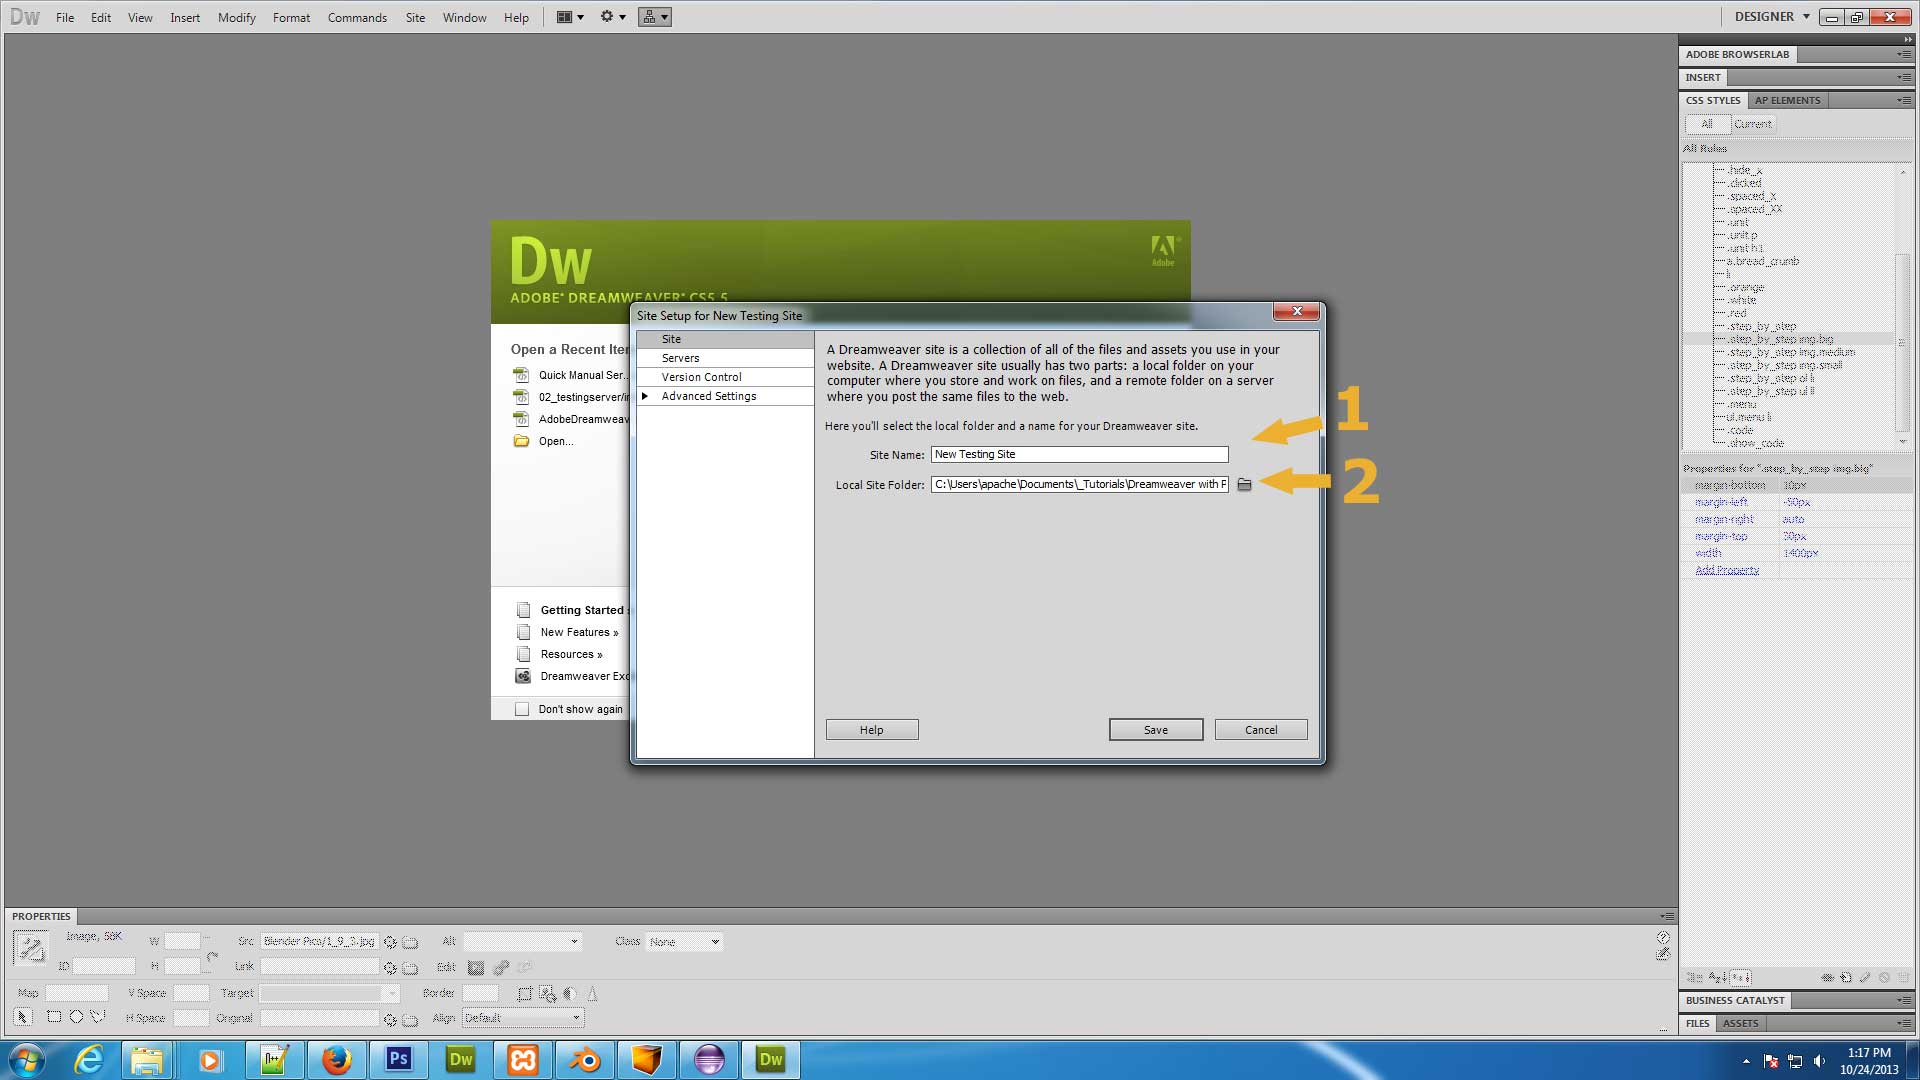 Dw File Edit View Insert Modify Format Commands Site Window Help DESIGNER
ADOBE BROWSERLAB
INSERT
CSS STYLES AP ELEMENTS
All Current
All Rules
.hide_x
.clicked
.spaced_X
.spaced_XX
.unit
.unit p
.unit h1
a.bread_crumb
li
.orange
.white
.red
.step_by_step
.step_by_step img.big
.step_by_step img.medium
.step_by_step img.small
.step_by_step ol li
.step_by_step ul li
.menu
ul.menu li
.code
.show_code
Properties for ".step_by_step img.big"
margin-bottom 10px
margin-left -50px
margin-right auto
margin-top 30px
width 1400px
Add Property
Dw
ADOBE® DREAMWEAVER® CS5.5
Adobe
Open a Recent Iter
Quick Manual Ser...
02_testingserver/in
AdobeDreamweav
Open...
Getting Started
New Features »
Resources »
Dreamweaver Exc
Don't show again
Site Setup for New Testing Site
Site
Servers
Version Control
Advanced Settings
A Dreamweaver site is a collection of all of the files and assets you use in your
website. A Dreamweaver site usually has two parts: a local folder on your
computer where you store and work on files, and a remote folder on a server
where you post the same files to the web.
Here you'll select the local folder and a name for your Dreamweaver site.
Site Name: New Testing Site
Local Site Folder: C:\Users\apache\Documents\_Tutorials\Dreamweaver with P
1
2
Help Save Cancel
PROPERTIES
Image, 58K W Src Blender Pics/1_9_3.jpg Alt Class None
ID H Link Edit
Map V Space Target Border
H Space Original Align Default
BUSINESS CATALYST
FILES ASSETS
Ps Dw Dw
1:17 PM
10/24/2013